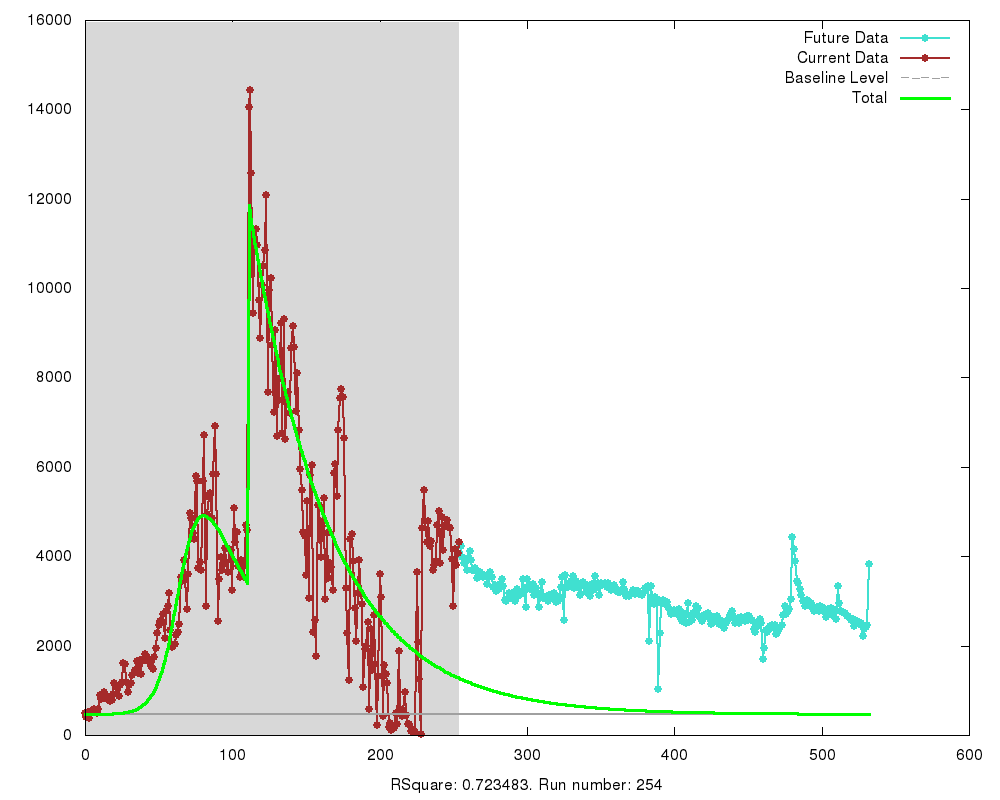 16000
14000
12000
10000
8000
6000
4000
2000
0
Future Data
Current Data
Baseline Level
Total
0 100 200 300 400 500 600
RSquare: 0.723483. Run number: 254